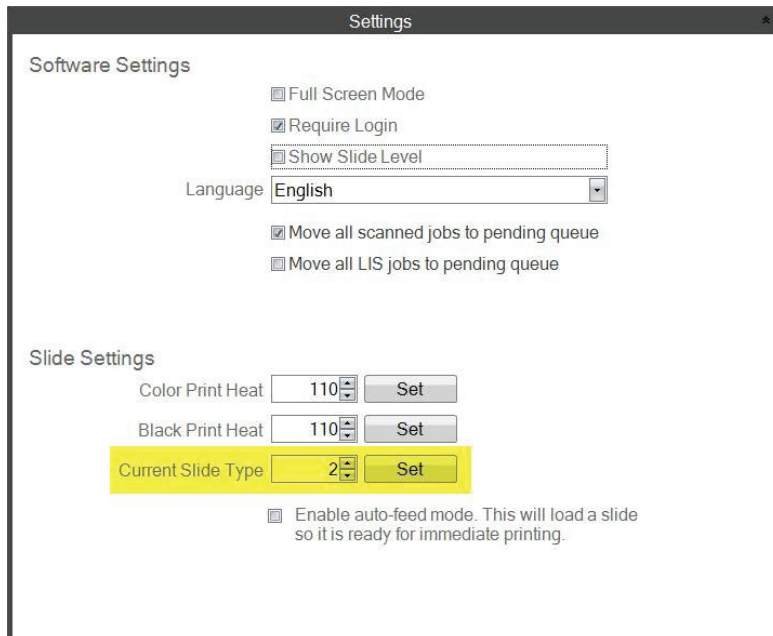 Settings
Software Settings
Full Screen Mode
Require Login
Show Slide Level
Language English
Move all scanned jobs to pending queue
Move all LIS jobs to pending queue
Slide Settings
Color Print Heat 110 Set
Black Print Heat 110 Set
Current Slide Type 2 Set
Enable auto-feed mode. This will load a slide
so it is ready for immediate printing.